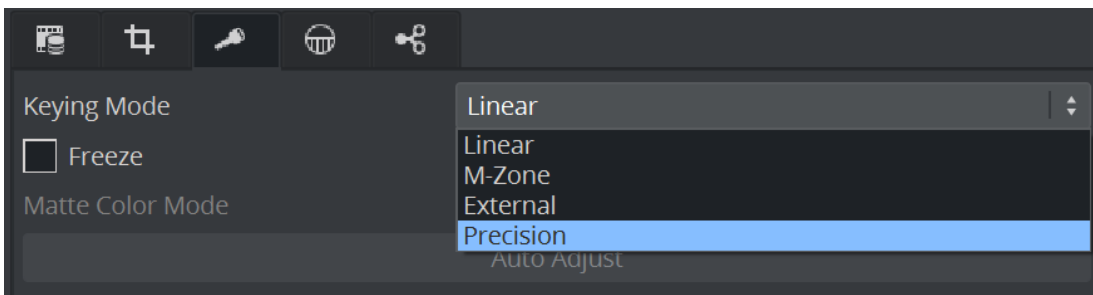 Keying Mode
Linear
Linear
Freeze
M-Zone
Matte Color Mode
External
Precision
Auto Adjust